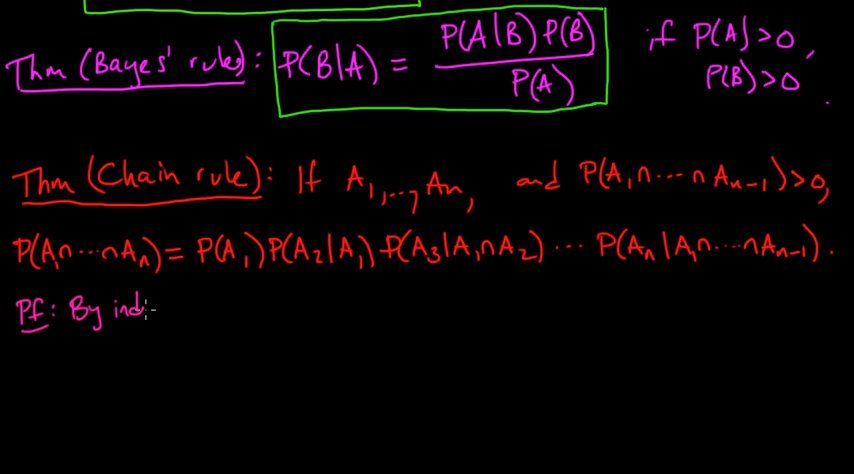 Thm (Bayes' rule): P(B|A) = P(A|B) P(B) / P(A) if P(A) > 0, P(B) > 0.
Thm (Chain rule): If A₁,..., Aₙ, and P(A₁∩···∩Aₙ₋₁)>0,
P(A₁∩···∩Aₙ) = P(A₁)P(A₂|A₁)P(A₃|A₁∩A₂) ··· P(Aₙ|A₁∩···∩Aₙ₋₁).
Pf: By ind